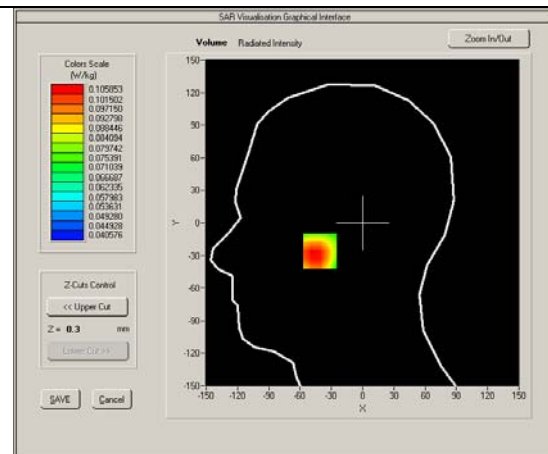 SAR Visualisation Graphical Interface
Volume Radiated Intensity
Zoom In/Out
Colors Scale
(W/kg)
0.105853
0.101502
0.097150
0.092798
0.088446
0.084094
0.079742
0.075391
0.071039
0.066687
0.062335
0.057983
0.053631
0.049280
0.044928
0.040576
Z-Cuts Control
<< Upper Cut
Z = 0.3 mm
Lower Cut >>
SAVE Cancel
150
120
90
60
30
0
-30
-60
-90
-120
-150
Y
-150 -120 -90 -60 -30 0 30 60 90 120 150
X